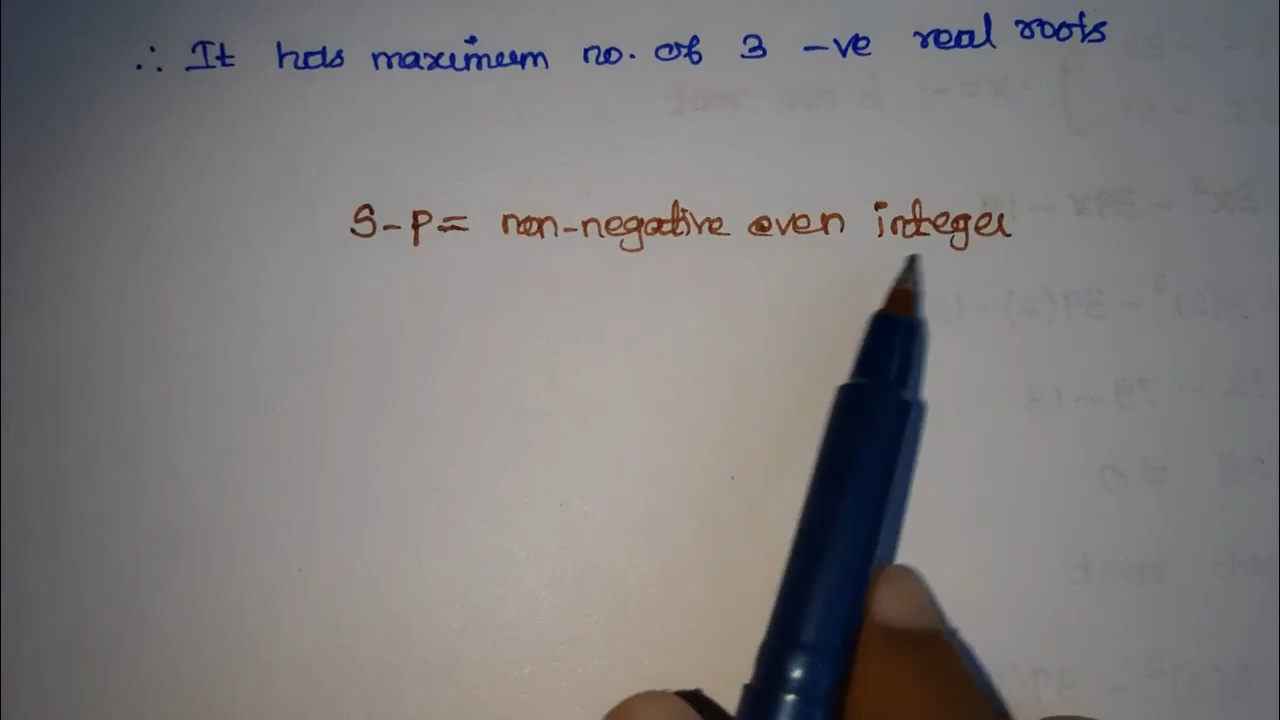 ∴ It has maximum no. of 3 -ve real roots
S-P= non-negative even integer